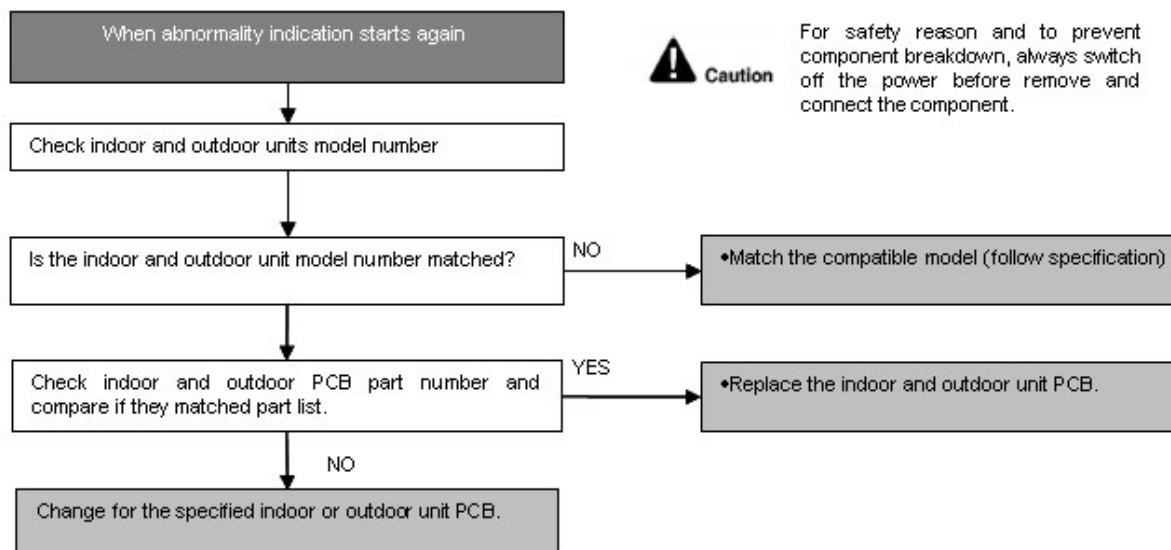 When abnormality indication starts again
For safety reason and to prevent
component breakdown, always switch
off the power before remove and
connect the component.
Caution
Check indoor and outdoor units model number
Is the indoor and outdoor unit model number matched?
NO
•Match the compatible model (follow specification)
Check indoor and outdoor PCB part number and
compare if they matched part list.
YES
•Replace the indoor and outdoor unit PCB.
NO
Change for the specified indoor or outdoor unit PCB.